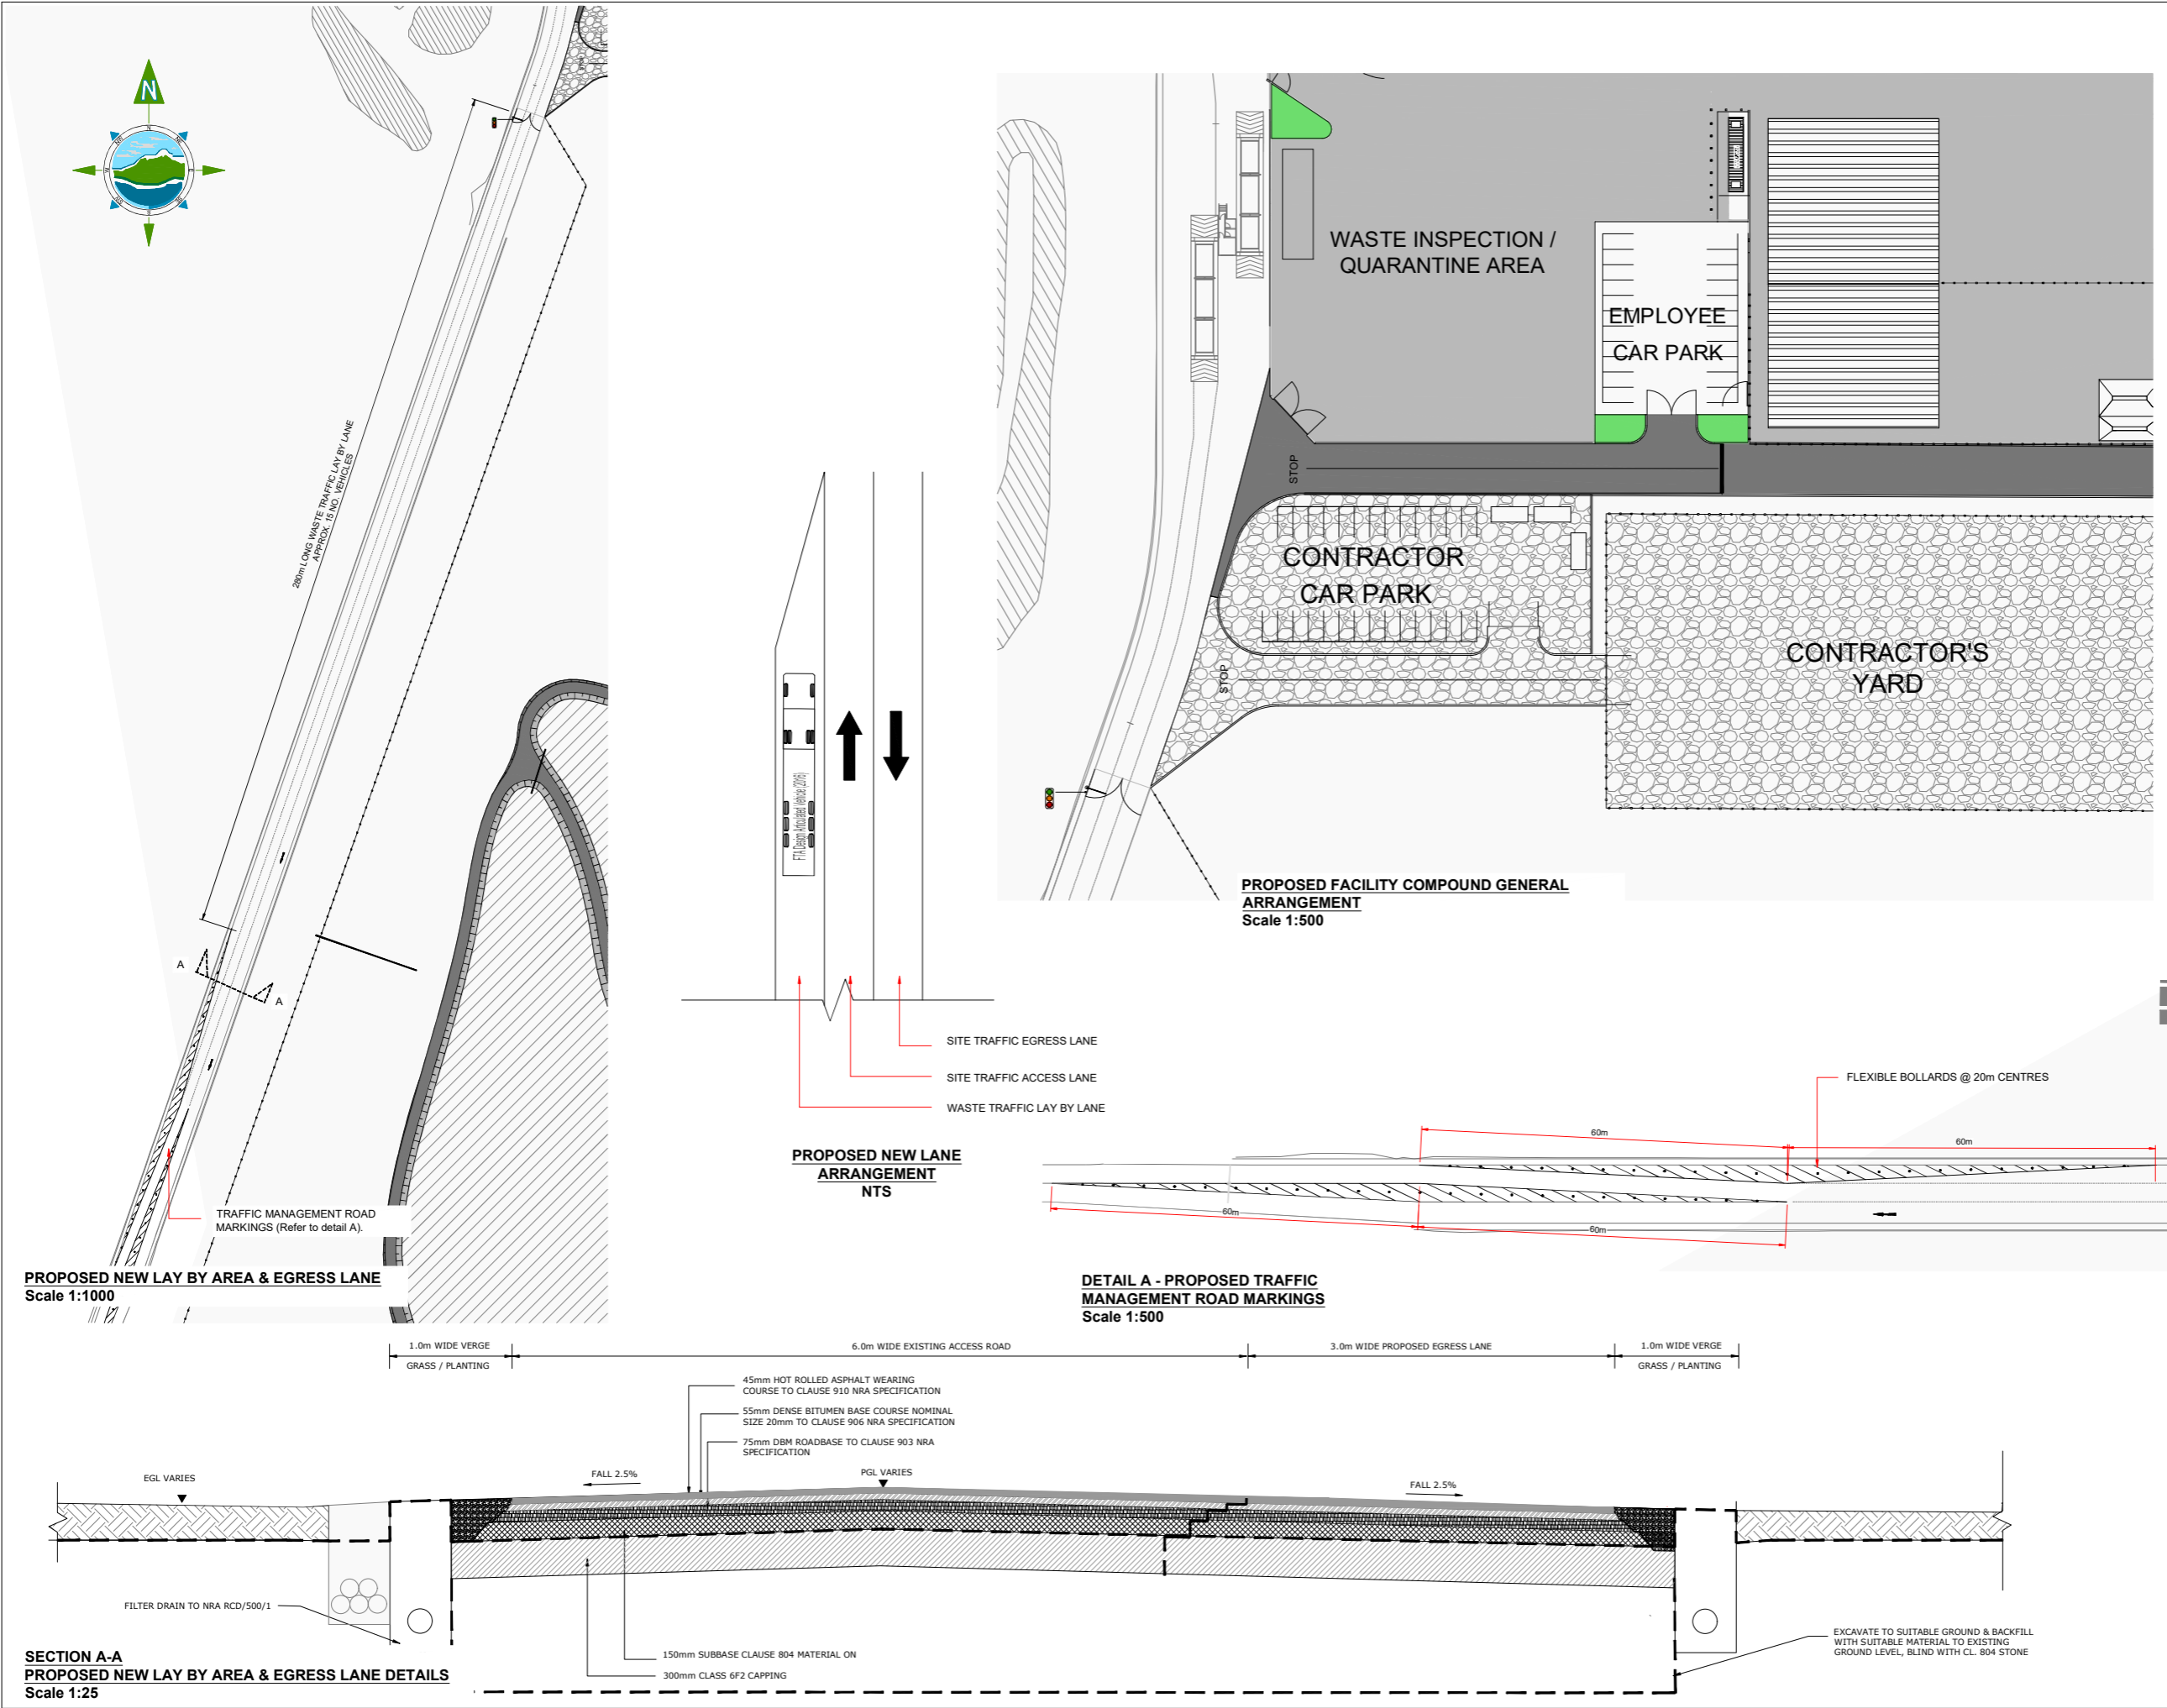 N
280m LONG WASTE TRAFFIC LAY BY LANE
APPROX. 15 NO. VEHICLES
A
A
TRAFFIC MANAGEMENT ROAD
MARKINGS (Refer to detail A).
PROPOSED NEW LAY BY AREA & EGRESS LANE
Scale 1:1000
FTA Design Articulated Vehicle (2016)
SITE TRAFFIC EGRESS LANE
SITE TRAFFIC ACCESS LANE
WASTE TRAFFIC LAY BY LANE
PROPOSED NEW LANE
ARRANGEMENT
NTS
WASTE INSPECTION /
QUARANTINE AREA
EMPLOYEE
CAR PARK
STOP
CONTRACTOR
CAR PARK
STOP
CONTRACTOR'S
YARD
PROPOSED FACILITY COMPOUND GENERAL
ARRANGEMENT
Scale 1:500
FLEXIBLE BOLLARDS @ 20m CENTRES
60m
60m
60m
60m
DETAIL A - PROPOSED TRAFFIC
MANAGEMENT ROAD MARKINGS
Scale 1:500
1.0m WIDE VERGE
GRASS / PLANTING
6.0m WIDE EXISTING ACCESS ROAD
3.0m WIDE PROPOSED EGRESS LANE
1.0m WIDE VERGE
GRASS / PLANTING
45mm HOT ROLLED ASPHALT WEARING
COURSE TO CLAUSE 910 NRA SPECIFICATION
55mm DENSE BITUMEN BASE COURSE NOMINAL
SIZE 20mm TO CLAUSE 906 NRA SPECIFICATION
75mm DBM ROADBASE TO CLAUSE 903 NRA
SPECIFICATION
EGL VARIES
FALL 2.5%
PGL VARIES
FALL 2.5%
FILTER DRAIN TO NRA RCD/500/1
150mm SUBBASE CLAUSE 804 MATERIAL ON
300mm CLASS 6F2 CAPPING
EXCAVATE TO SUITABLE GROUND & BACKFILL
WITH SUITABLE MATERIAL TO EXISTING
GROUND LEVEL, BLIND WITH CL. 804 STONE
SECTION A-A
PROPOSED NEW LAY BY AREA & EGRESS LANE DETAILS
Scale 1:25